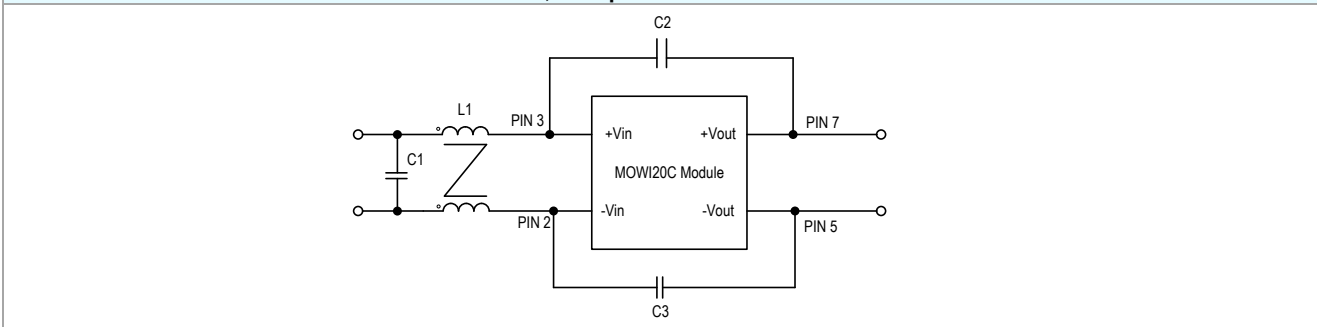 C2
L1
PIN 3
+Vin
+Vout
PIN 7
C1
MOWI20C Module
PIN 2
-Vin
-Vout
PIN 5
C3